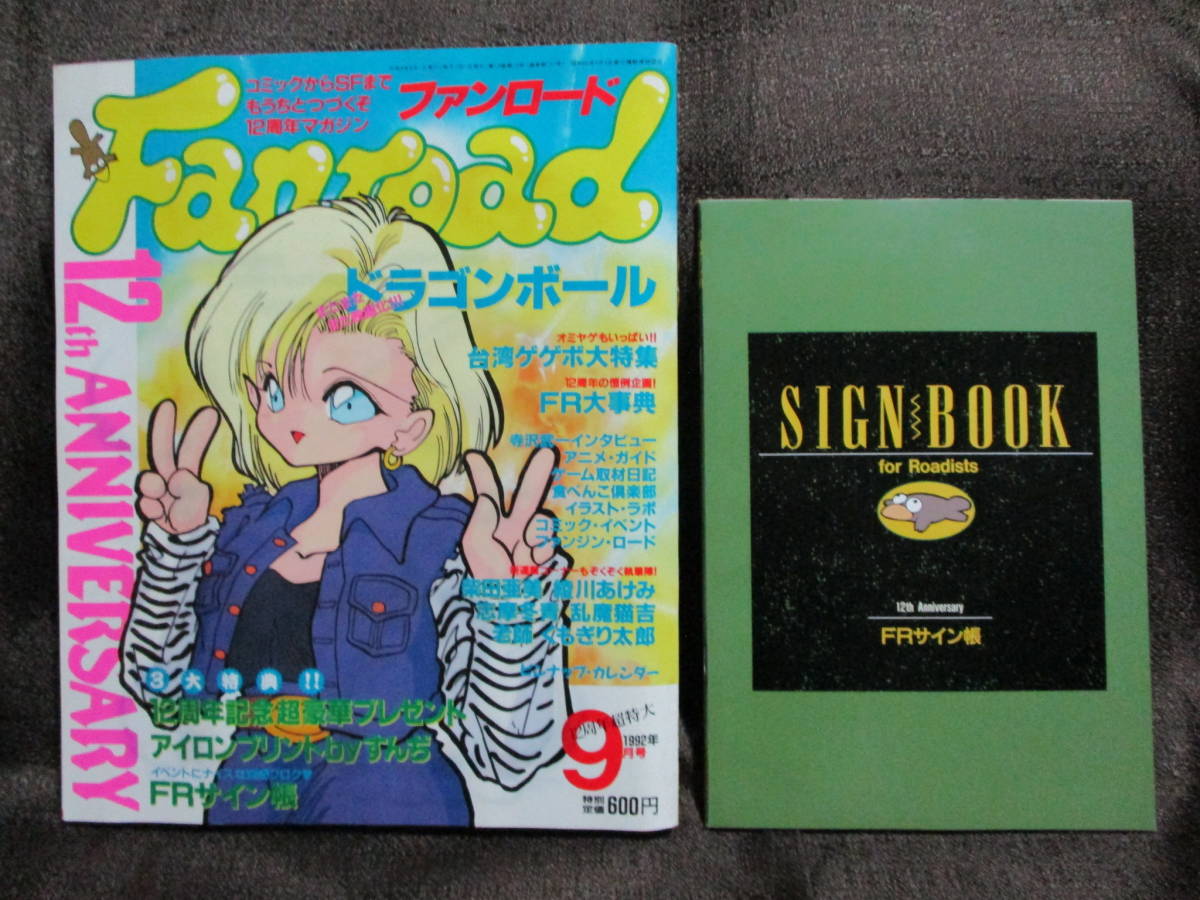 コミックからSFまで
もうちとつづくぞ
12周年マガジン
ファンロード
Fanroad
12th ANNIVERSARY
ドラゴンボール
オミヤゲもいっぱい!!
台湾ゲゲボ大特集
12周年の恒例企画!
FR大事典
寺沢武一インタビュー
アニメ・ガイド
ゲーム取材日記
食べんこ倶楽部
イラスト・ラボ
コミック・イベント
ファンジン・ロード
柴田亜美 霜川あけみ
志摩冬青 乱魔猫吉
老師 くもぎり太郎
ピンナップ・カレンダー
3大特典!!
12周年記念超豪華プレゼント
アイロンプリントbyすんぢ
FRサイン帳
12周年超特大
9
1992年
月号
特別
定価
600円
SIGN BOOK
for Roadists
12th Anniversary
FRサイン帳